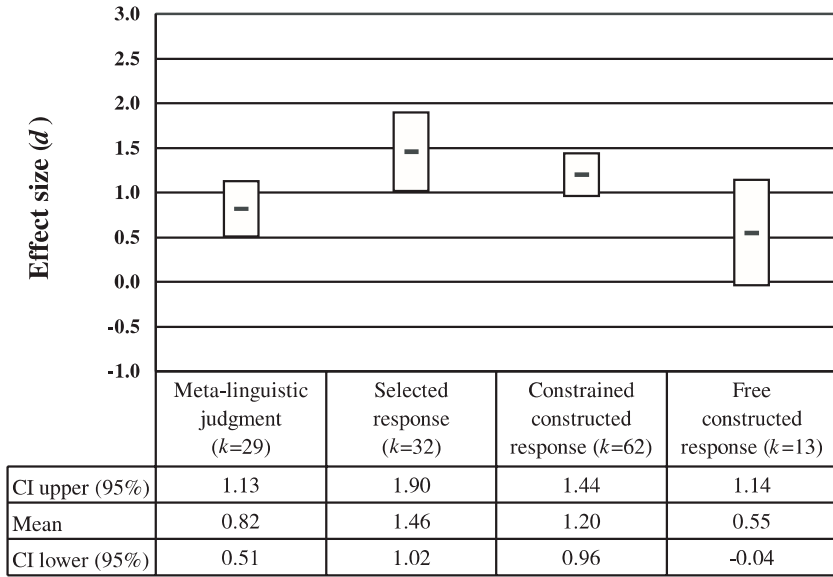 3.0
2.5
2.0
1.5
1.0
0.5
0.0
-0.5
-1.0
Effect size (d)
Meta-linguistic judgment (k=29)
Selected response (k=32)
Constrained constructed response (k=62)
Free constructed response (k=13)
CI upper (95%) 1.13 1.90 1.44 1.14
Mean 0.82 1.46 1.20 0.55
CI lower (95%) 0.51 1.02 0.96 -0.04